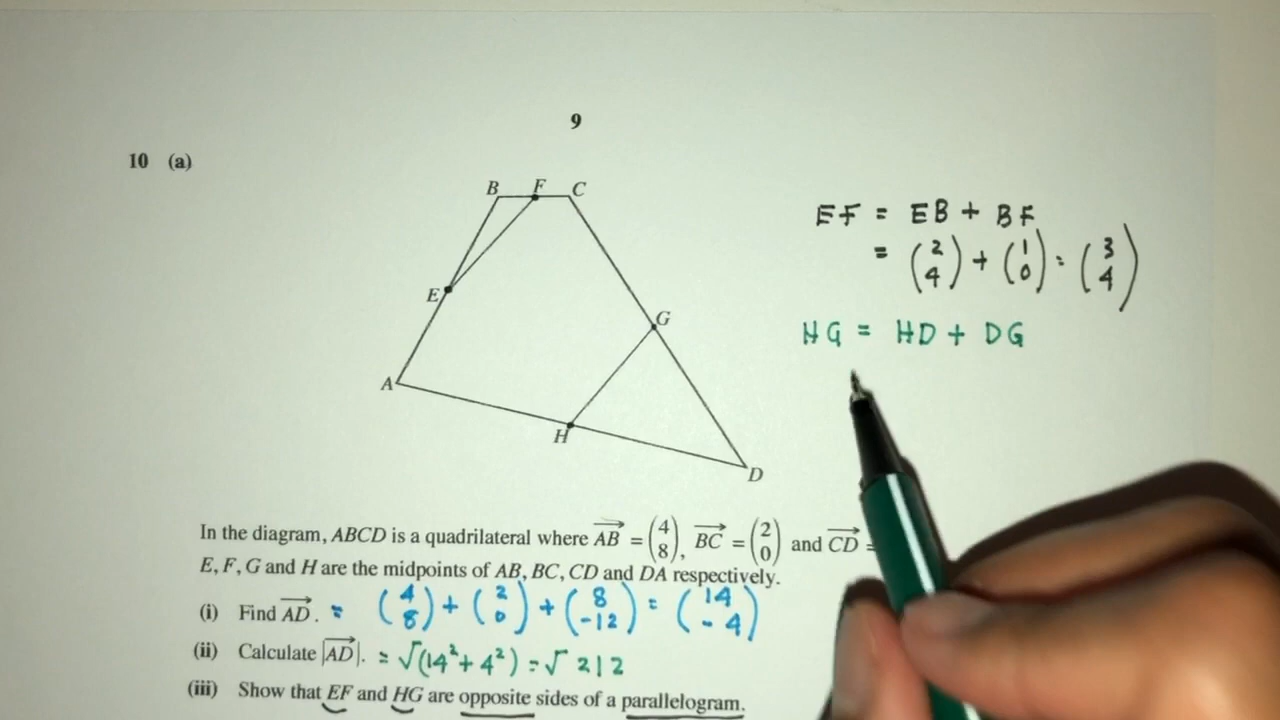 9
10 (a)
B F C
E
G
A
H
D
EF = EB + BF
= (2 4) + (1 0) = (3 4)
HG = HD + DG
In the diagram, ABCD is a quadrilateral where AB = (4 8), BC = (2 0) and CD =
E, F, G and H are the midpoints of AB, BC, CD and DA respectively.
(i) Find AD. = (4 8) + (2 0) + (8 -12) = (14 -4)
(ii) Calculate |AD|. = √(14² + 4²) = √212
(iii) Show that EF and HG are opposite sides of a parallelogram.